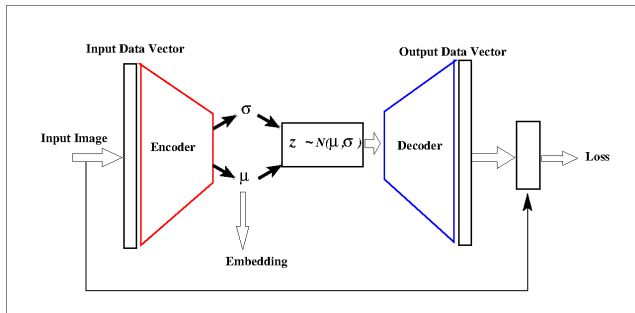 Input Data Vector
Output Data Vector
σ
Input Image
Encoder
z ~N(μ,σ)
Decoder
Loss
μ
Embedding